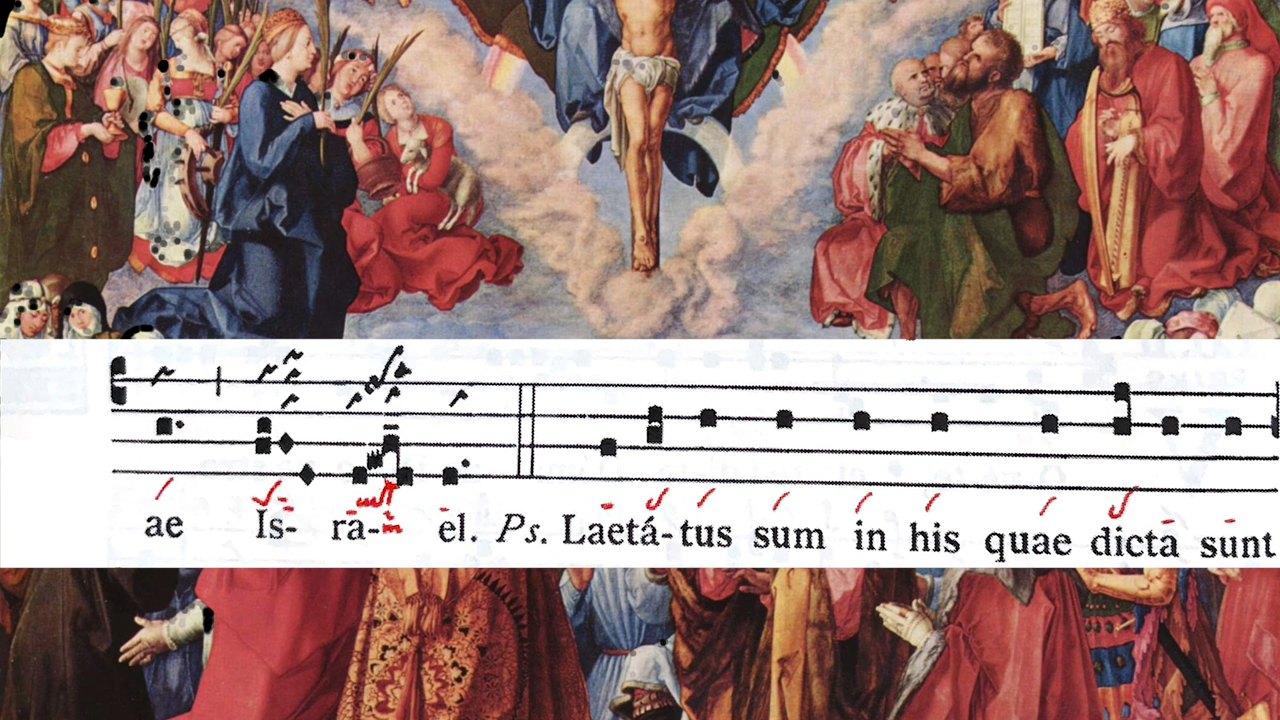 ae Is- ra- el. Ps. Laetá-tus sum in his quae dicta sunt